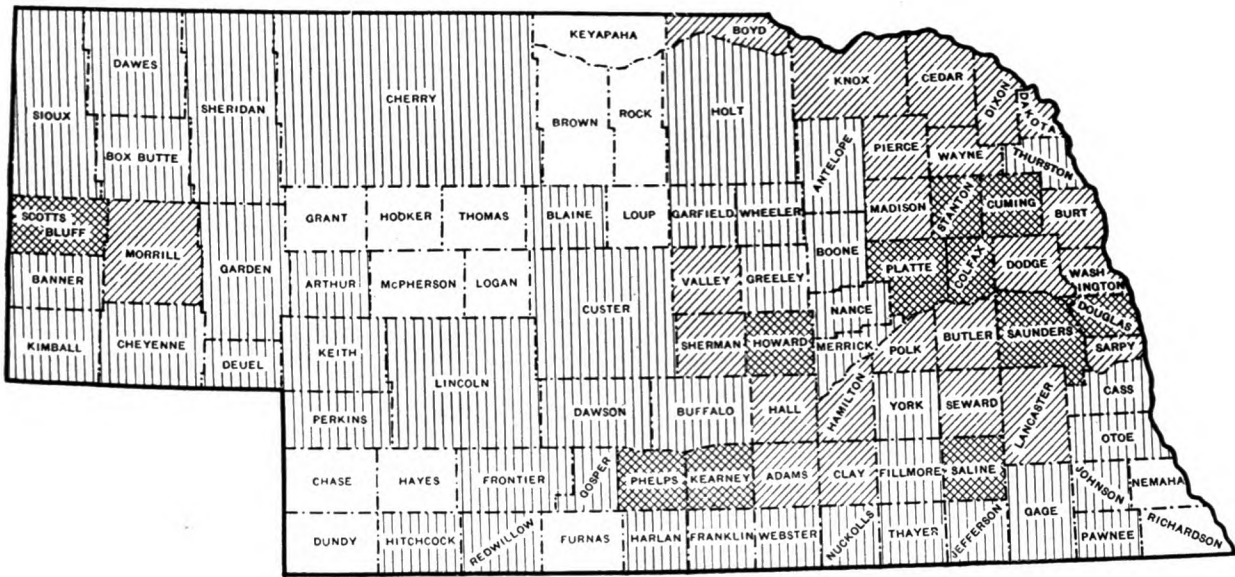 KEYAPAHA
BOYD
DAWES
SIOUX
SHERIDAN
CHERRY
BROWN
ROCK
HOLT
KNOX
CEDAR
DIXON
DAKOTA
BOX BUTTE
ANTELOPE
PIERCE
WAYNE
THURSTON
SCOTTS
BLUFF
MORRILL
GARDEN
GRANT
HOOKER
THOMAS
BLAINE
LOUP
GARFIELD
WHEELER
MADISON
STANTON
CUMING
BURT
BANNER
ARTHUR
MCPHERSON
LOGAN
CUSTER
VALLEY
GREELEY
BOONE
PLATTE
COLFAX
DODGE
WASH
INGTON
KIMBALL
CHEYENNE
DEUEL
KEITH
LINCOLN
SHERMAN
HOWARD
NANCE
MERRICK
POLK
BUTLER
SAUNDERS
DOUGLAS
SARPY
PERKINS
DAWSON
BUFFALO
HALL
HAMILTON
YORK
SEWARD
LANCASTER
CASS
OTOE
CHASE
HAYES
FRONTIER
GOSPER
PHELPS
KEARNEY
ADAMS
CLAY
FILLMORE
SALINE
GAGE
JOHNSON
NEMAHA
DUNDY
HITCHCOCK
REDWILLOW
FURNAS
HARLAN
FRANKLIN
WEBSTER
NUCKOLLS
THAYER
JEFFERSON
PAWNEE
RICHARDSON